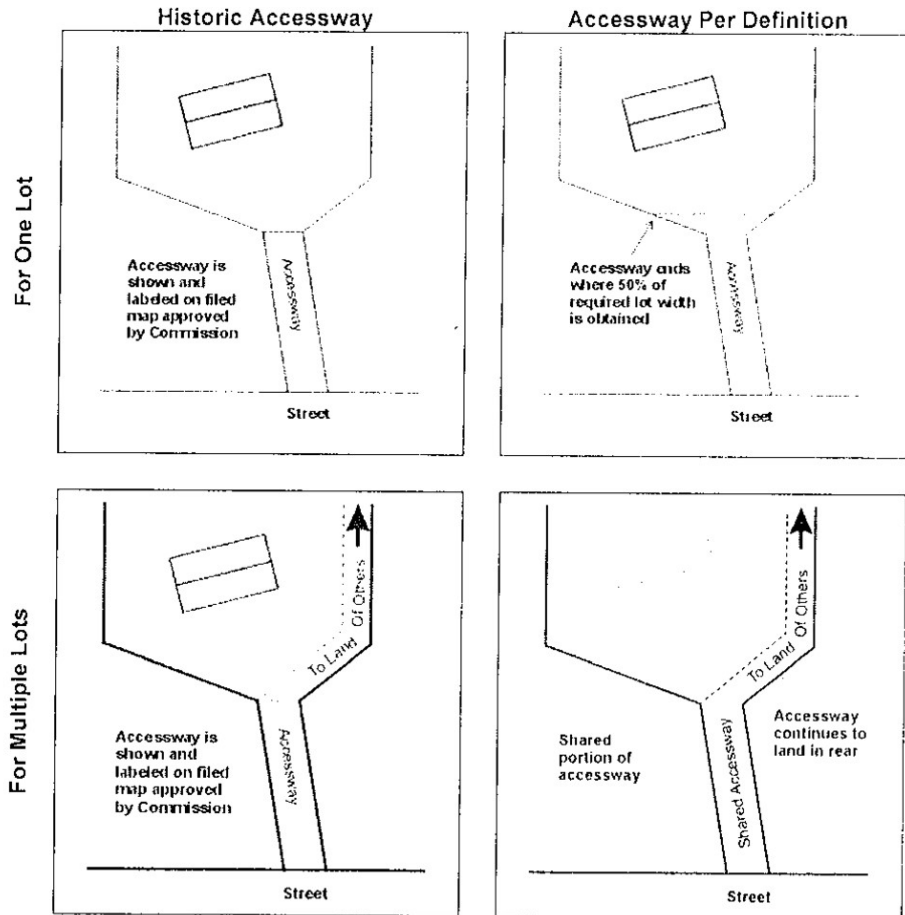 Historic Accessway
Accessway Per Definition
For One Lot
Accessway is
shown and
labeled on filed
map approved
by Commission
Accessway
Street
Accessway ends
where 50% of
required lot width
is obtained
Accessway
Street
For Multiple Lots
Of Others
To Land
Accessway is
shown and
labeled on filed
map approved
by Commission
Accessway
Street
Of Others
To Land
Shared
portion of
accessway
Shared Accessway
Accessway
continues to
land in rear
Street